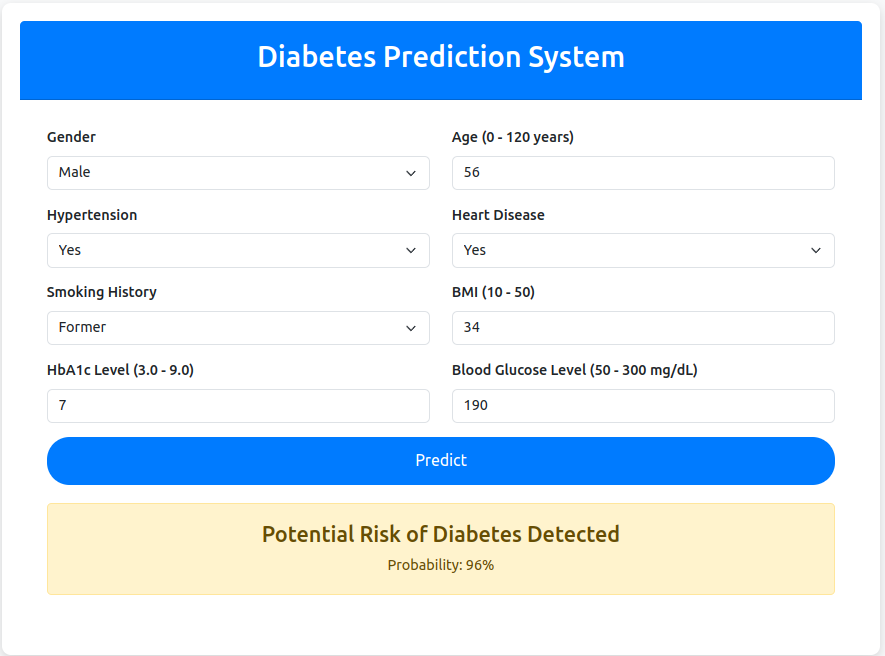 Diabetes Prediction System
Gender
Age (0 - 120 years)
Male
56
Hypertension
Heart Disease
Yes
Yes
Smoking History
BMI (10 - 50)
Former
34
HbA1c Level (3.0 - 9.0)
Blood Glucose Level (50 - 300 mg/dL)
7
190
Predict
Potential Risk of Diabetes Detected
Probability: 96%